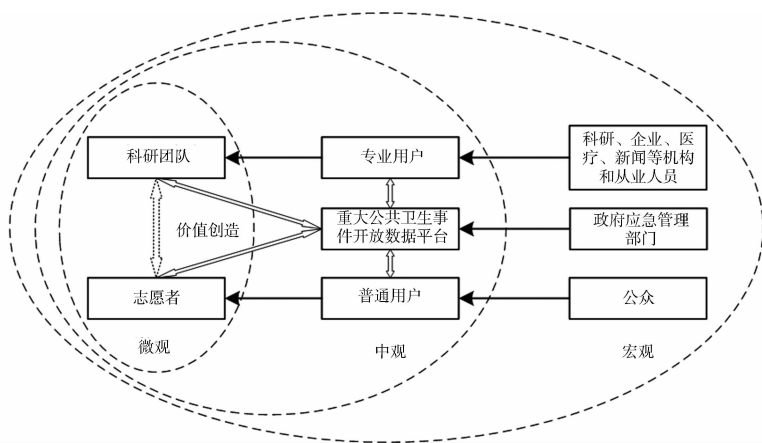 科研团队
专业用户
科研、企业、医
疗、新闻等机构
和从业人员
价值创造
重大公共卫生事
件开放数据平台
政府应急管理
部门
志愿者
普通用户
公众
微观
中观
宏观